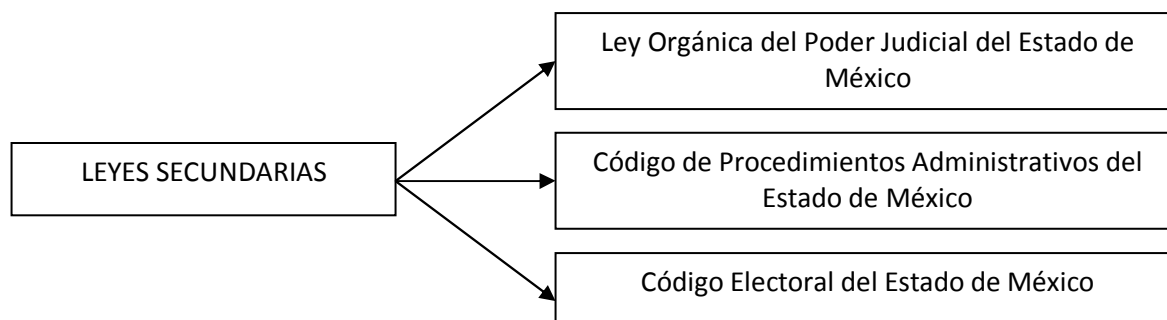 Ley Orgánica del Poder Judicial del Estado de
México
LEYES SECUNDARIAS
Código de Procedimientos Administrativos del
Estado de México
Código Electoral del Estado de México